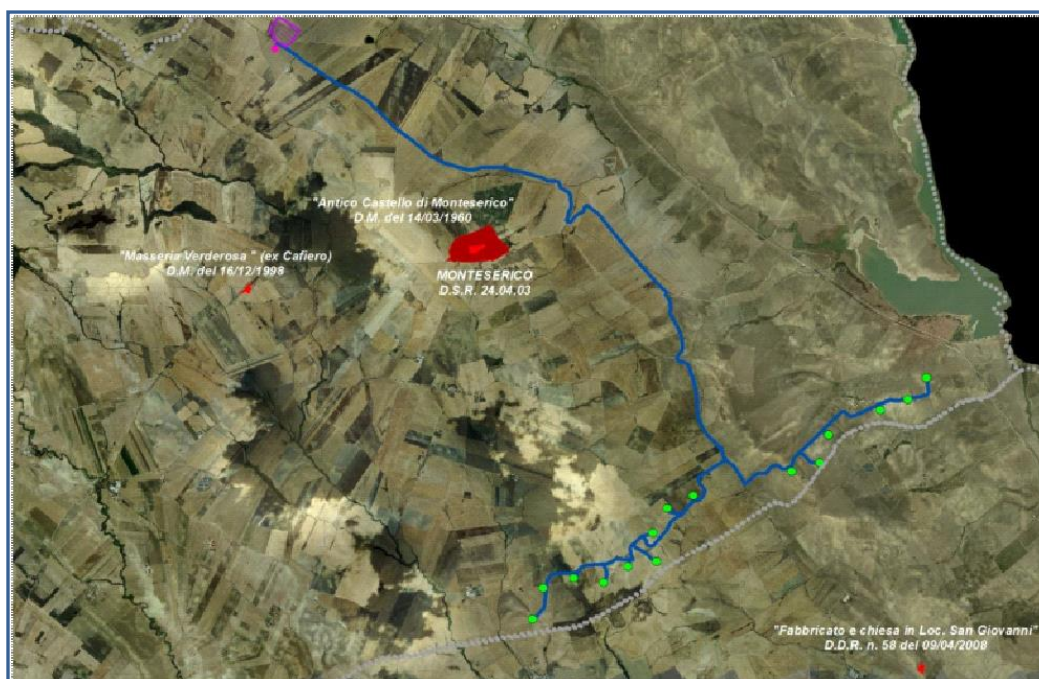 "Antico Castello di Monteserico"
D.M. del 14/03/1960
"Masseria Verderosa " (ex Cafiero)
D.M. del 16/12/1998
MONTESERICO
D.S.R. 24.04.03
"Fabbricato e chiesa in Loc. San Giovanni"
D.D.R. n. 58 del 09/04/2008